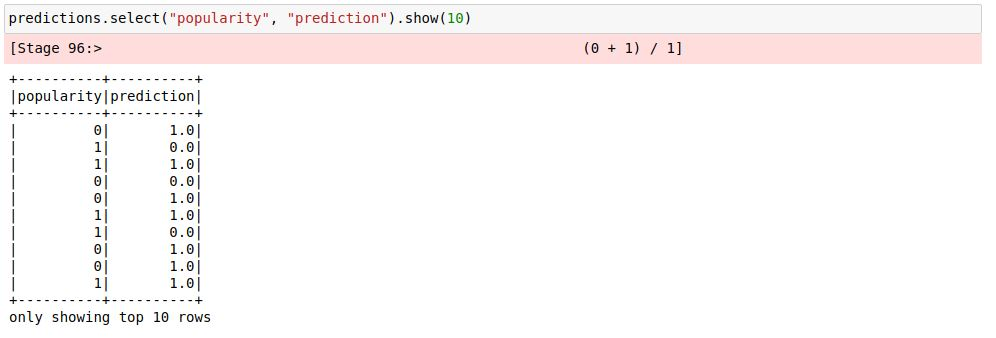 predictions.select("popularity", "prediction").show(10)
[Stage 96:> (0 + 1) / 1]
+----------+----------+
|popularity|prediction|
+----------+----------+
|         0|       1.0|
|         1|       0.0|
|         1|       1.0|
|         0|       0.0|
|         0|       1.0|
|         1|       1.0|
|         1|       0.0|
|         0|       1.0|
|         0|       1.0|
|         1|       1.0|
+----------+----------+
only showing top 10 rows